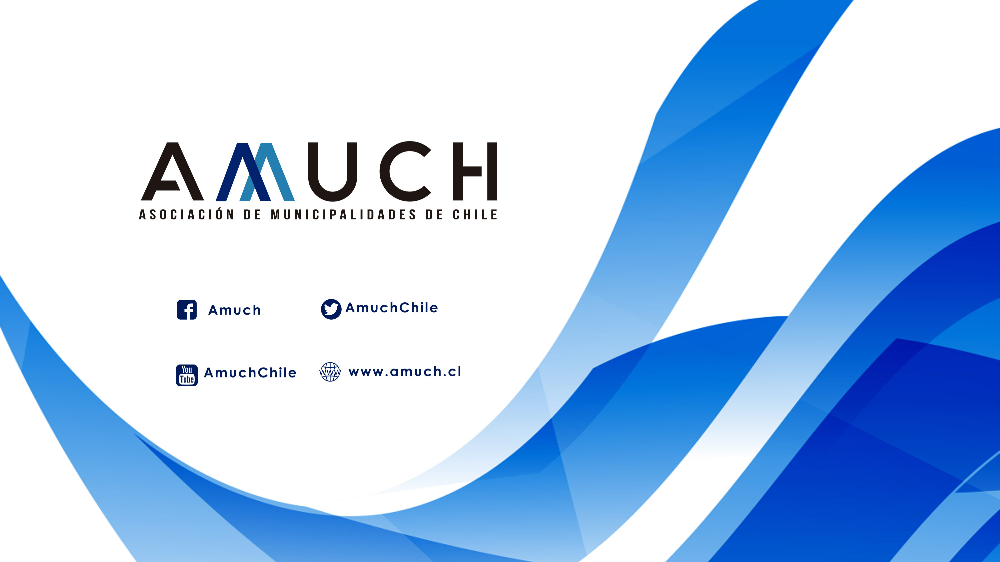 AMUCH
ASOCIACIÓN DE MUNICIPALIDADES DE CHILE
Amuch
AmuchChile
You
Tube
AmuchChile
WWW
www.amuch.cl